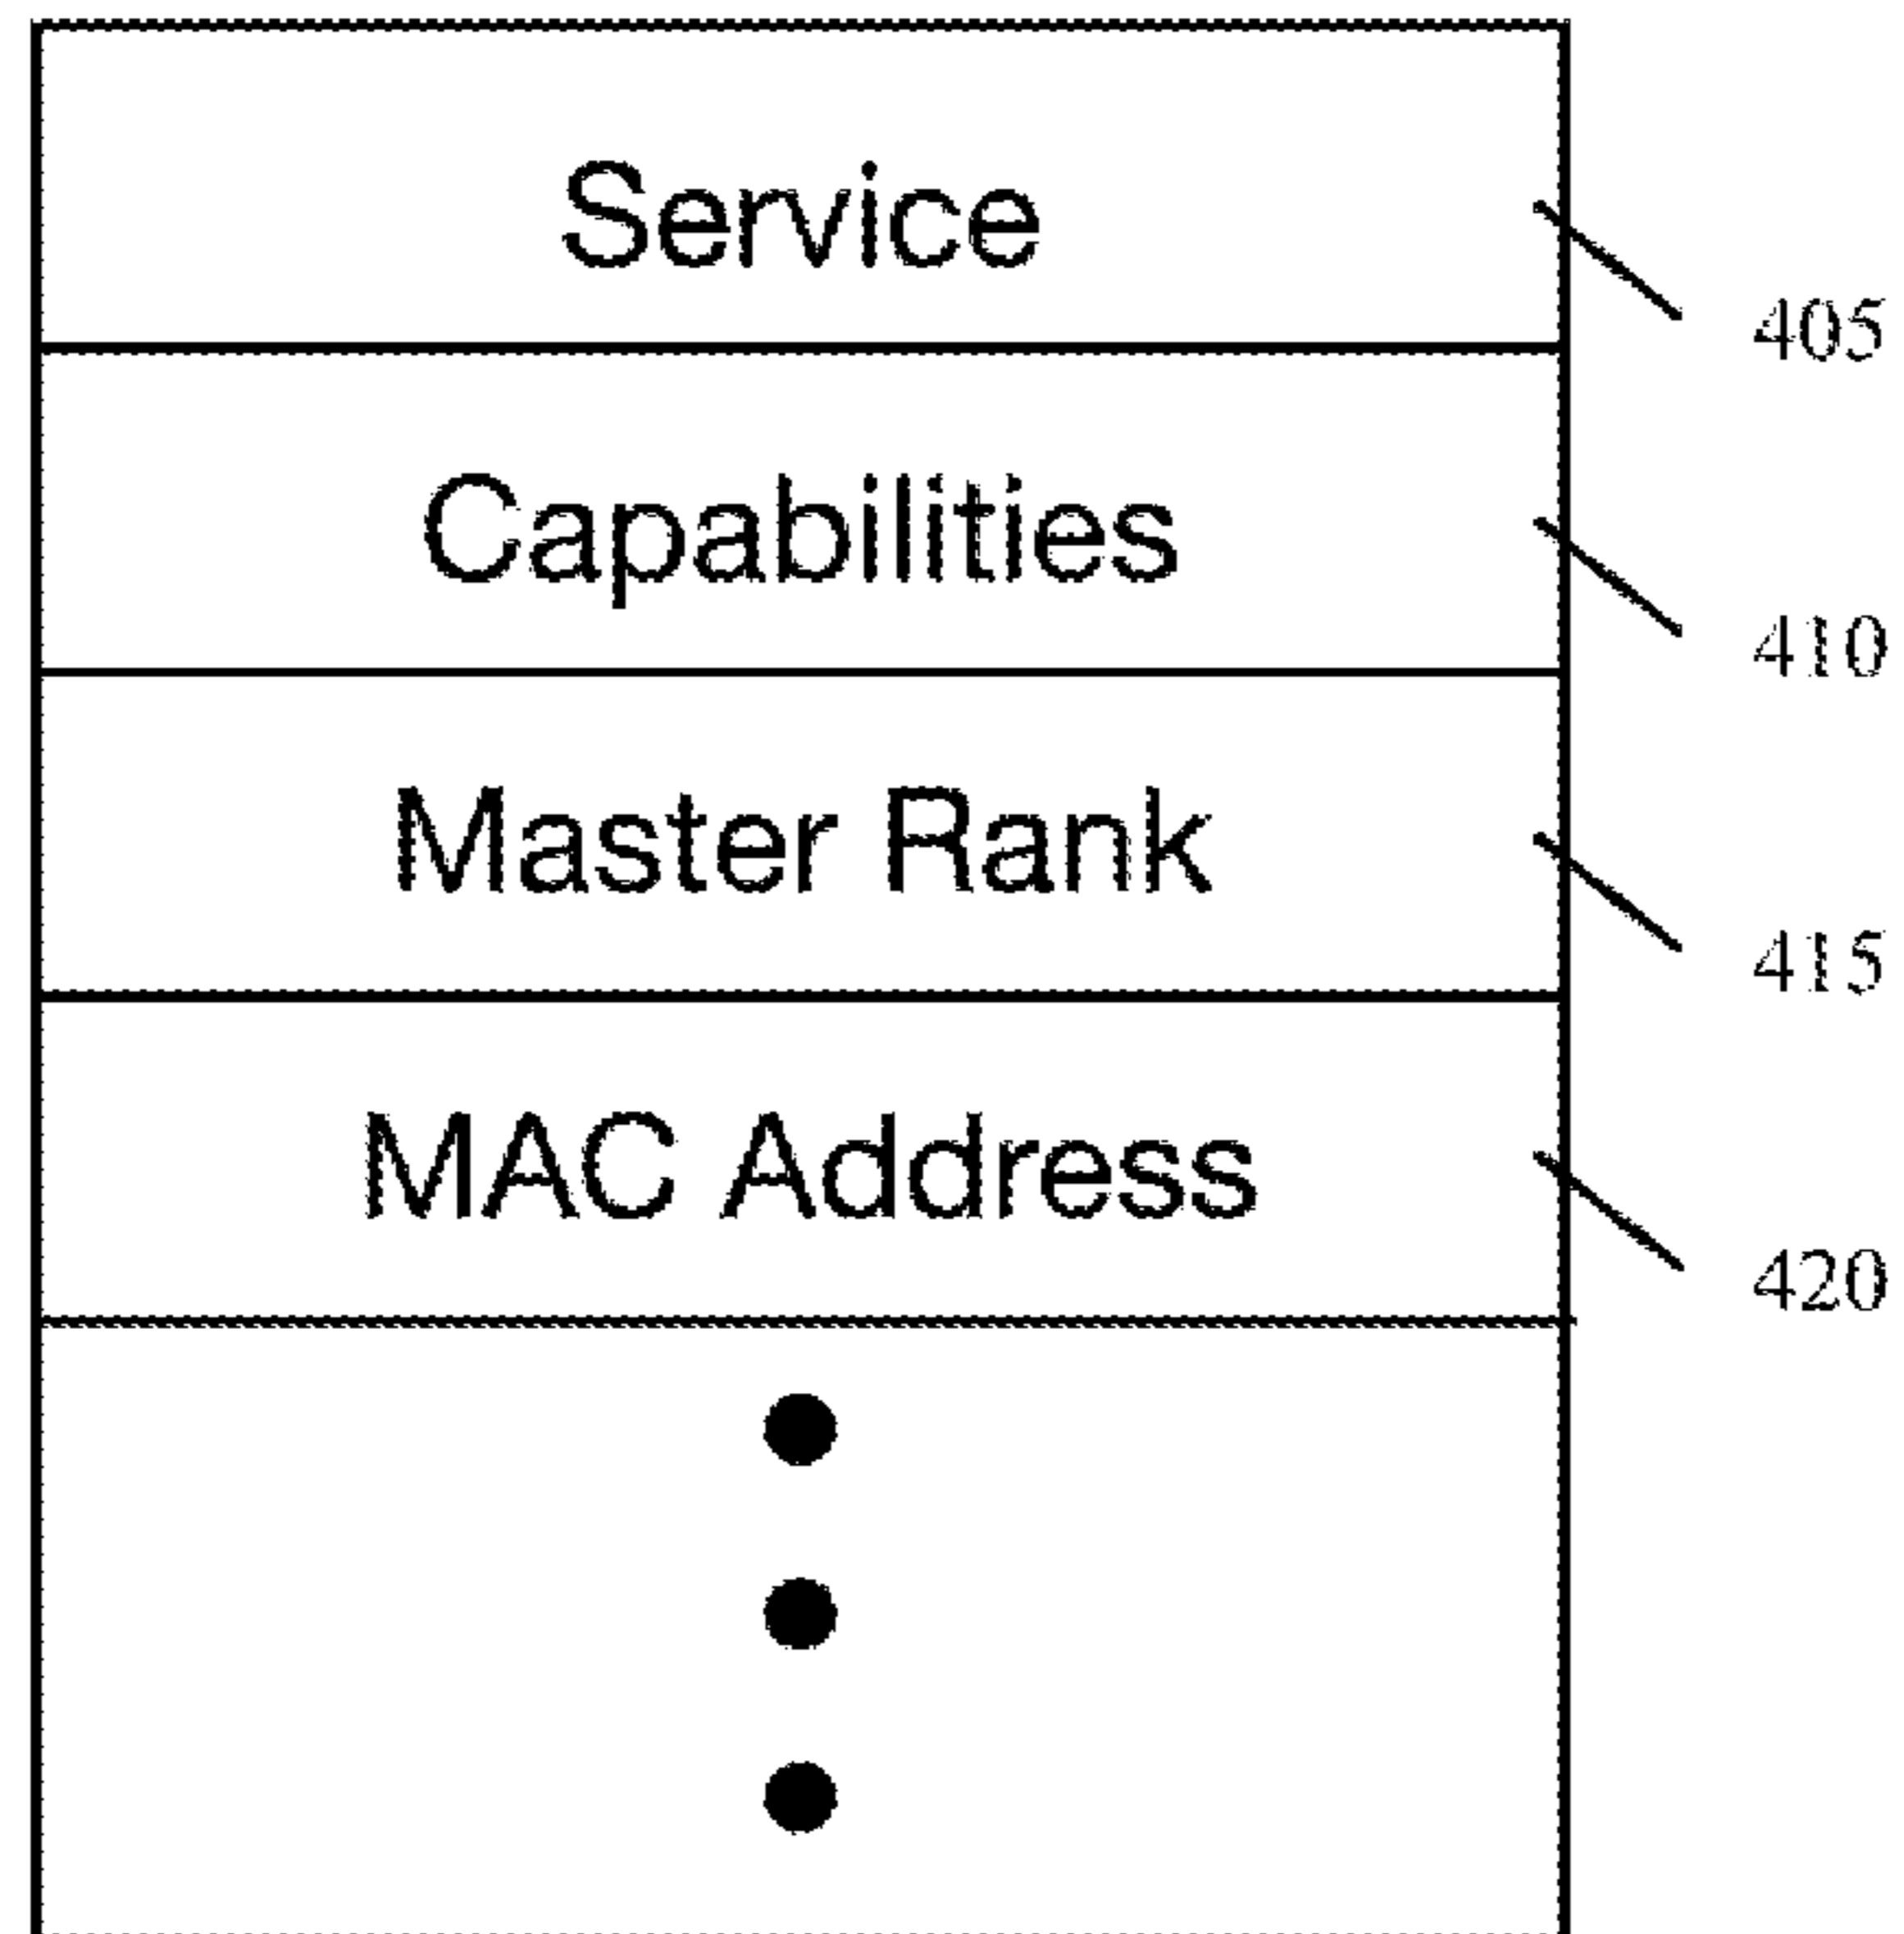 Service
405
Capabilities
410
Master Rank
415
MAC Address
420